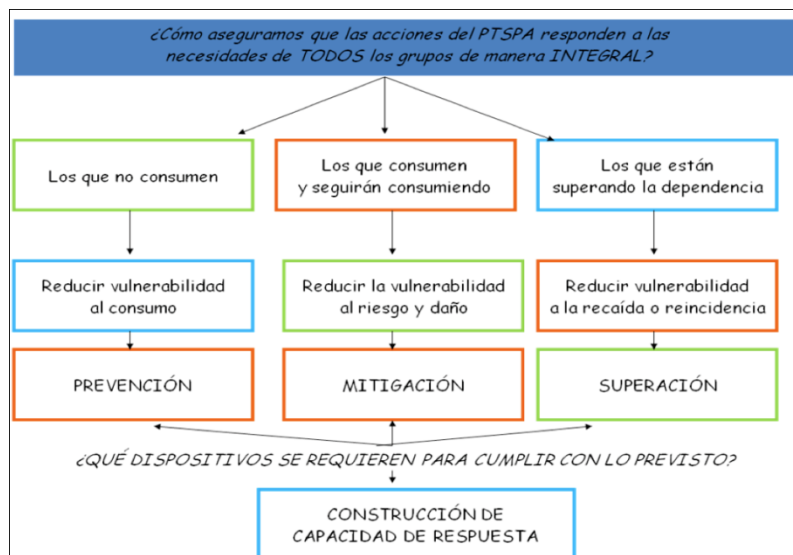 ¿Cómo aseguramos que las acciones del PTSPA responden a las
necesidades de TODOS los grupos de manera INTEGRAL?
Los que no consumen
Los que consumen
y seguirán consumiendo
Los que están
superando la dependencia
Reducir vulnerabilidad
al consumo
Reducir la vulnerabilidad
al riesgo y daño
Reducir vulnerabilidad
a la recaída o reincidencia
PREVENCIÓN
MITIGACIÓN
SUPERACIÓN
¿QUÉ DISPOSITIVOS SE REQUIEREN PARA CUMPLIR CON LO PREVISTO?
CONSTRUCCIÓN DE
CAPACIDAD DE RESPUESTA